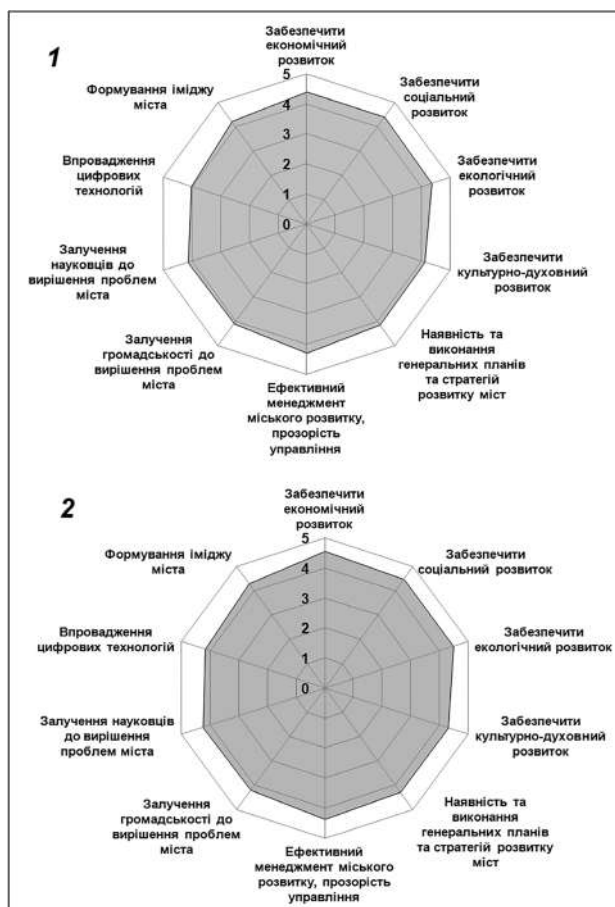 1
Забезпечити
економічний
розвиток
Забезпечити
соціальний
розвиток
Забезпечити
екологічний
розвиток
Забезпечити
культурно-духовний
розвиток
Наявність та
виконання
генеральних планів
та стратегій
розвитку міст
Ефективний
менеджмент
міського розвитку,
прозорість
управління
Залучення
громадськості до
вирішення проблем
міста
Залучення
науковців до
вирішення проблем
міста
Впровадження
цифрових
технологій
Формування іміджу
міста
5
4
3
2
1
0
2
Забезпечити
економічний
розвиток
Забезпечити
соціальний розвиток
Забезпечити
екологічний розвиток
Забезпечити
культурно-духовний
розвиток
Наявність та
виконання
генеральних планів
та стратегій розвитку
міст
Ефективний
менеджмент міського
розвитку, прозорість
управління
Залучення
громадськості до
вирішення проблем
міста
Залучення науковців
до вирішення
проблем міста
Впровадження
цифрових технологій
Формування іміджу
міста
5
4
3
2
1
0